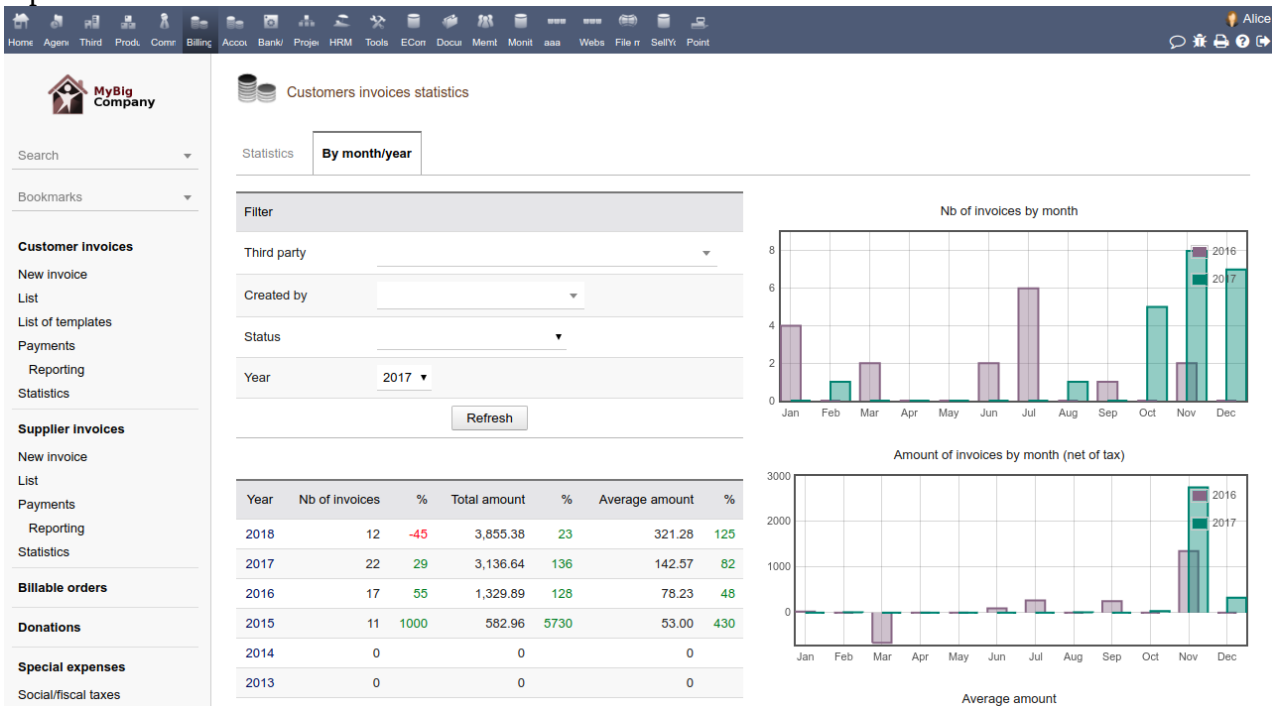 Home Agen Third Produ Comr Billing Accou Bank/ Projec HRM Tools ECom Docur Memb Monit aaa Webs File m SellYo Point
Alice
MyBig
Company
Customers invoices statistics
Search
Statistics By month/year
Bookmarks
Filter
Third party
Created by
Status
Year 2017
Refresh
Customer invoices
New invoice
List
List of templates
Payments
Reporting
Statistics
Supplier invoices
New invoice
List
Payments
Reporting
Statistics
Billable orders
Donations
Special expenses
Social/fiscal taxes
Year Nb of invoices % Total amount % Average amount %
2018 12 -45 3,855.38 23 321.28 125
2017 22 29 3,136.64 136 142.57 82
2016 17 55 1,329.89 128 78.23 48
2015 11 1000 582.96 5730 53.00 430
2014 0 0 0
2013 0 0 0
Nb of invoices by month
8
6
4
2
0
2016
2017
Jan Feb Mar Apr May Jun Jul Aug Sep Oct Nov Dec
Amount of invoices by month (net of tax)
3000
2000
1000
0
2016
2017
Jan Feb Mar Apr May Jun Jul Aug Sep Oct Nov Dec
Average amount